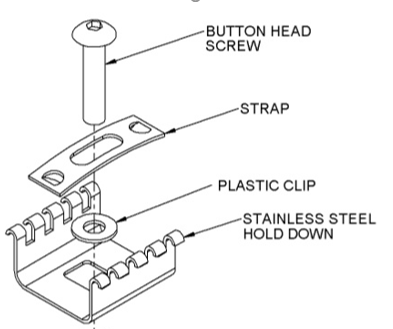 BUTTON HEAD
SCREW
STRAP
PLASTIC CLIP
STAINLESS STEEL
HOLD DOWN